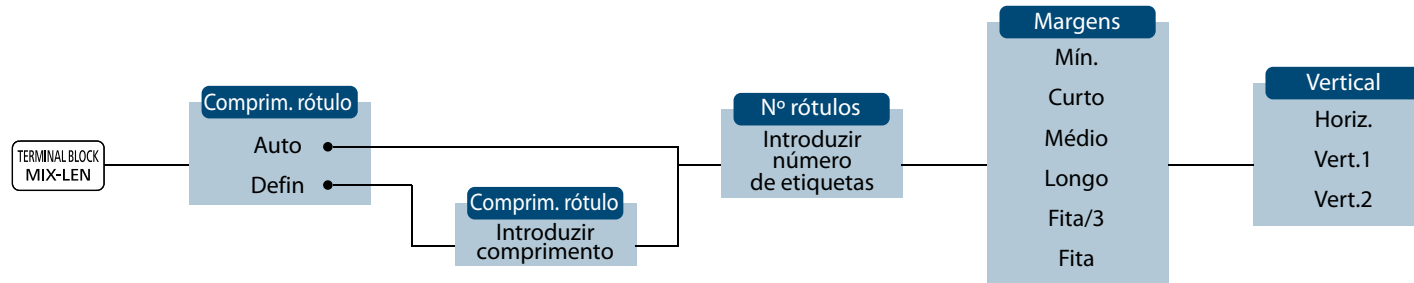 TERMINAL BLOCK
MIX-LEN
Comprim. rótulo
Auto
Defin
Comprim. rótulo
Introduzir
comprimento
Nº rótulos
Introduzir
número
de etiquetas
Margens
Mín.
Curto
Médio
Longo
Fita/3
Fita
Vertical
Horiz.
Vert.1
Vert.2